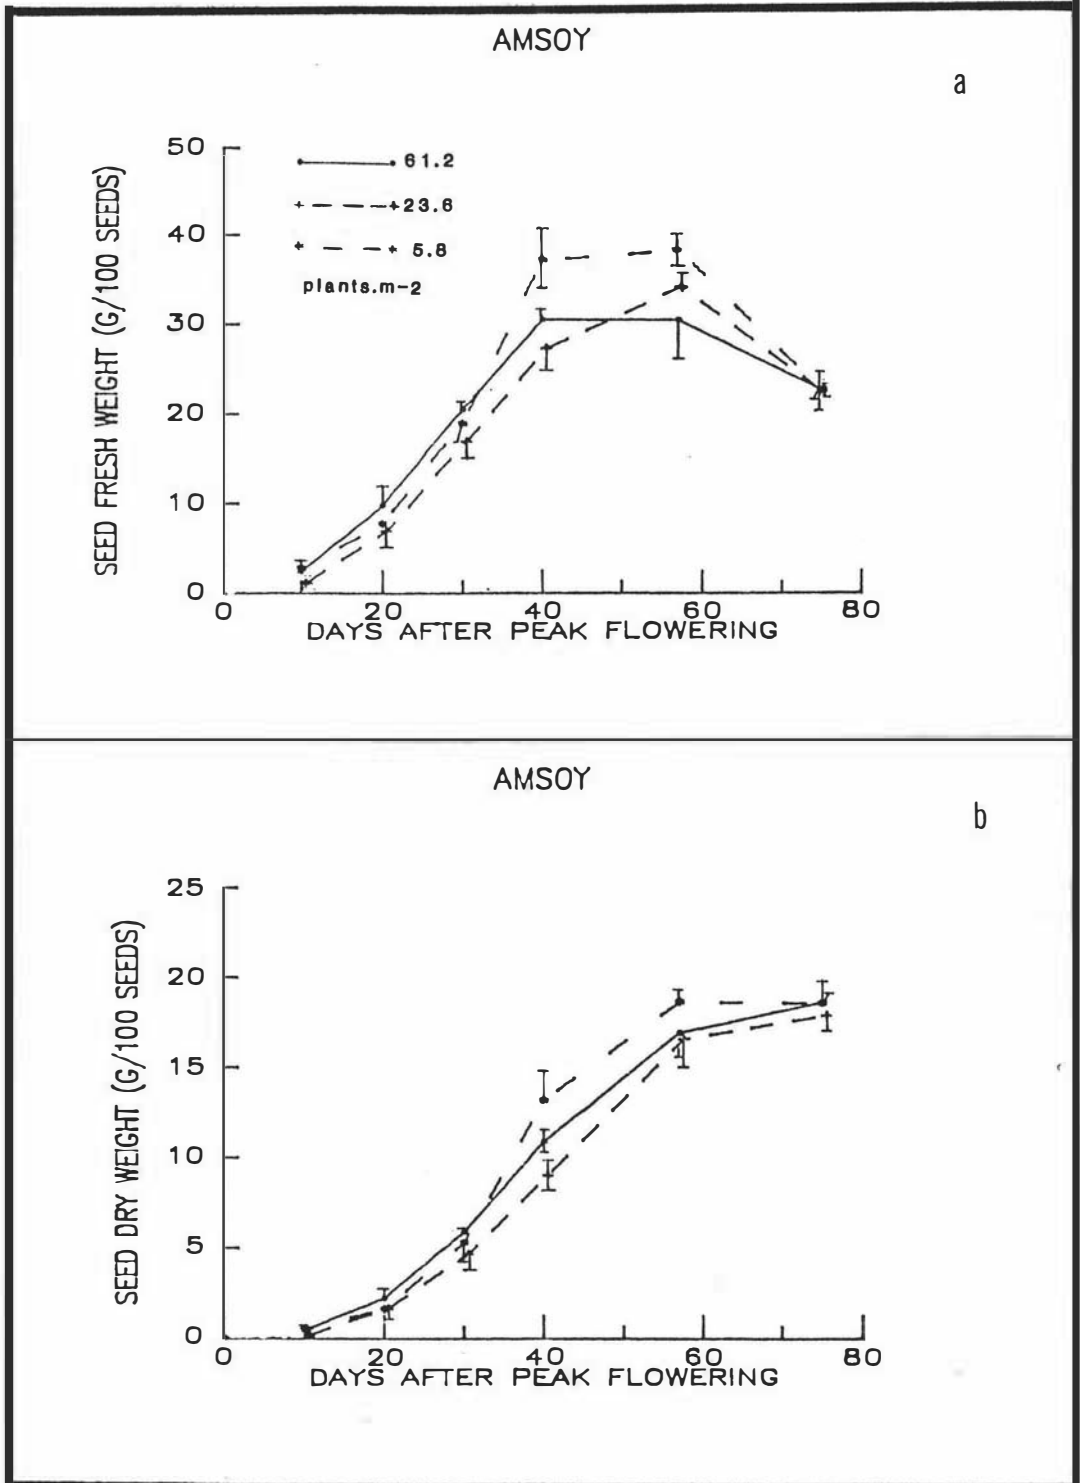 AMSOY
a
50
61.2
23.6
40
5.8
plants.m-2
30
20
10
0
SEED FRESH WEIGHT (G/100 SEEDS)
0 20 40 60 80
DAYS AFTER PEAK FLOWERING
AMSOY
b
25
20
15
10
5
0
SEED DRY WEIGHT (G/100 SEEDS)
0 20 40 60 80
DAYS AFTER PEAK FLOWERING